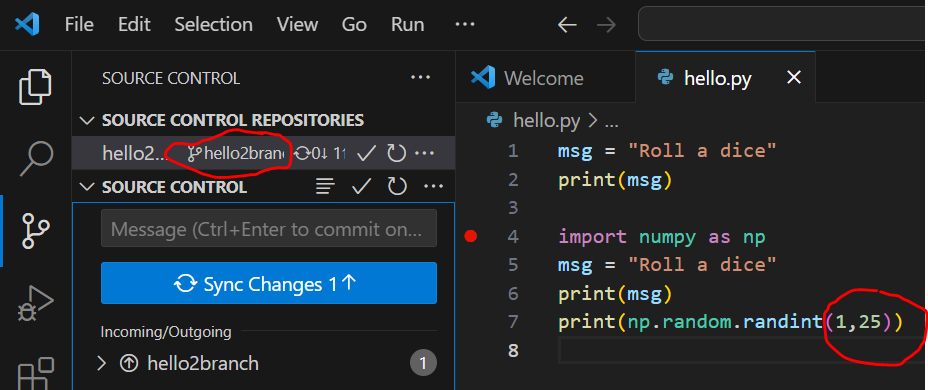 File Edit Selection View Go Run ···
SOURCE CONTROL ···
SOURCE CONTROL REPOSITORIES
hello2... hello2branc 0↓ 1↑ ···
SOURCE CONTROL ···
Message (Ctrl+Enter to commit on...
Sync Changes 1↑
Incoming/Outgoing
hello2branch 1
Welcome hello.py
hello.py > ...
1 msg = "Roll a dice"
2 print(msg)
3
4 import numpy as np
5 msg = "Roll a dice"
6 print(msg)
7 print(np.random.randint(1,25))
8